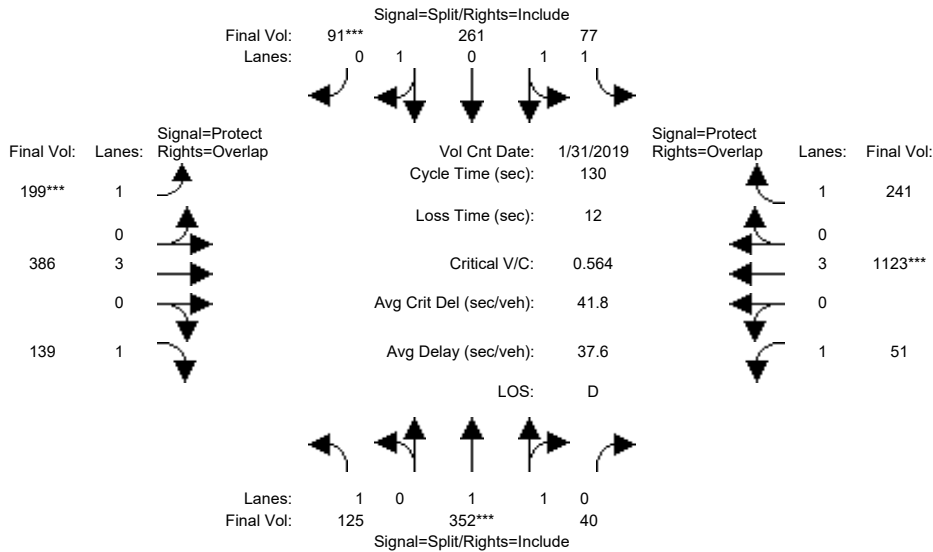 Signal=Split/Rights=Include
Final Vol: 91*** 261 77
Lanes: 0 1 0 1 1
Signal=Protect Signal=Protect
Final Vol: Lanes: Rights=Overlap Vol Cnt Date: 1/31/2019 Rights=Overlap Lanes: Final Vol:
Cycle Time (sec): 130
199*** 1 1 241
Loss Time (sec): 12
0 0
386 3 Critical V/C: 0.564 3 1123***
0 Avg Crit Del (sec/veh): 41.8 0
139 1 Avg Delay (sec/veh): 37.6 1 51
LOS: D
Lanes: 1 0 1 1 0
Final Vol: 125 352*** 40
Signal=Split/Rights=Include